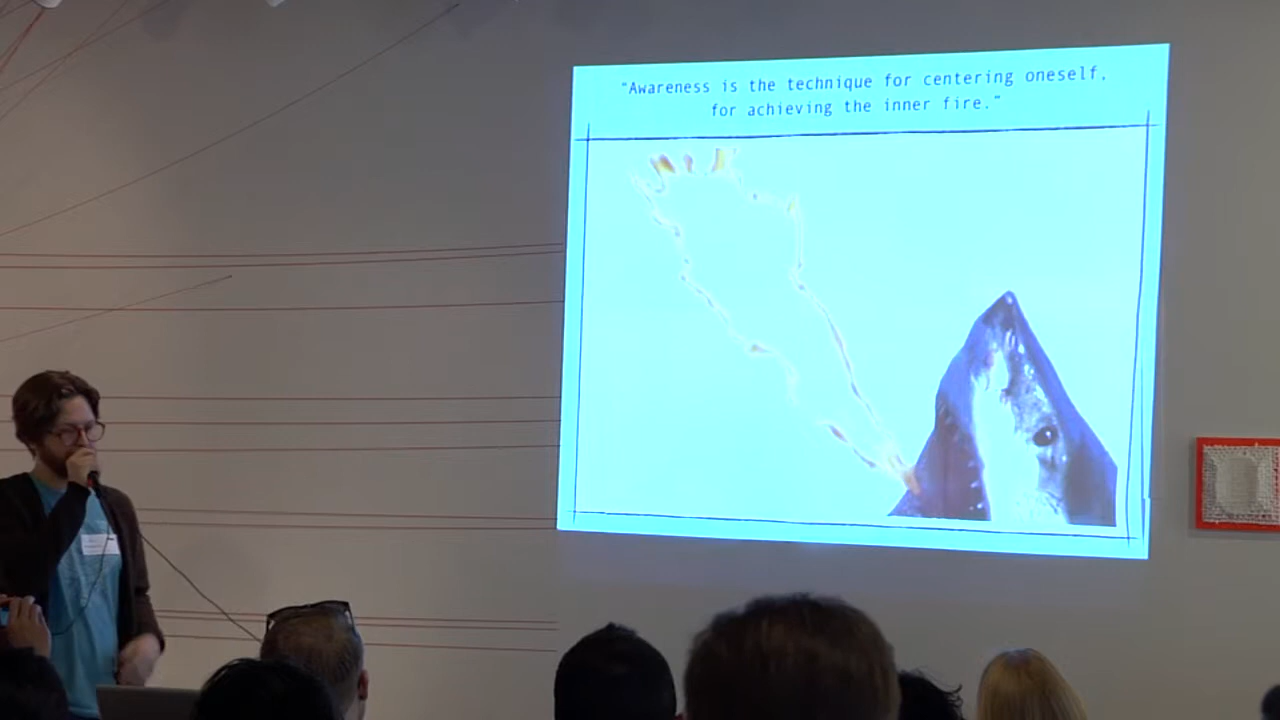 "Awareness is the technique for centering oneself,
for achieving the inner fire."